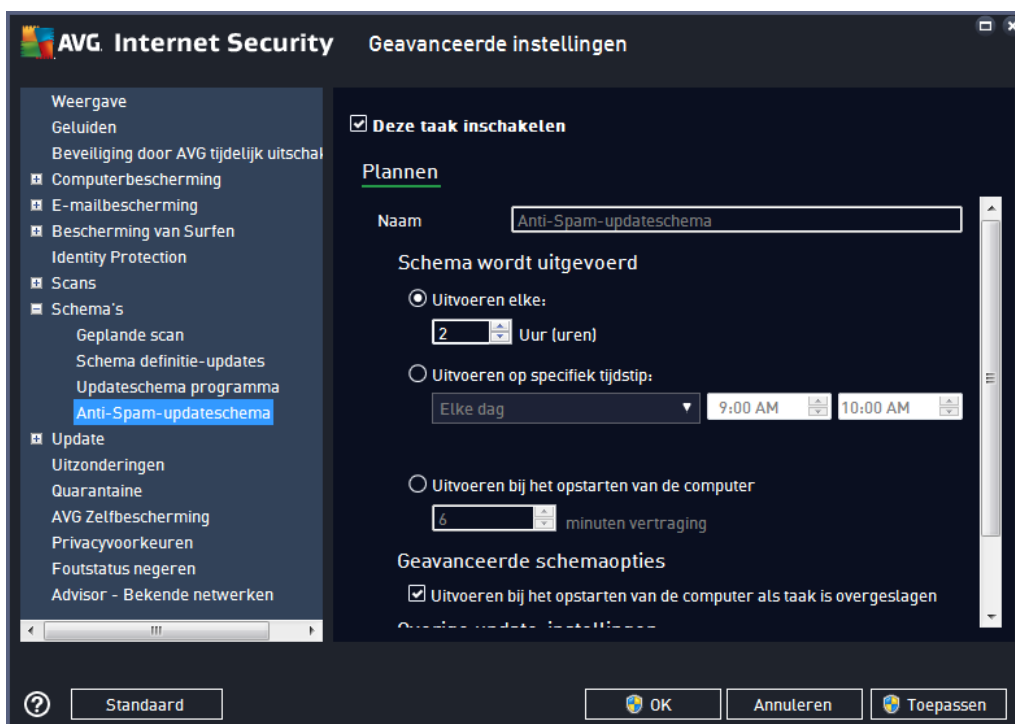 AVG. Internet Security Geavanceerde instellingen
Weergave
Geluiden
Beveiliging door AVG tijdelijk uitschak
Computerbescherming
E-mailbescherming
Bescherming van Surfen
Identity Protection
Scans
Schema's
Geplande scan
Schema definitie-updates
Updateschema programma
Anti-Spam-updateschema
Update
Uitzonderingen
Quarantaine
AVG Zelfbescherming
Privacyvoorkeuren
Foutstatus negeren
Advisor - Bekende netwerken
Deze taak inschakelen
Plannen
Naam Anti-Spam-updateschema
Schema wordt uitgevoerd
Uitvoeren elke:
2 Uur (uren)
Uitvoeren op specifiek tijdstip:
Elke dag 9:00 AM 10:00 AM
Uitvoeren bij het opstarten van de computer
6 minuten vertraging
Geavanceerde schemaopties
Uitvoeren bij het opstarten van de computer als taak is overgeslagen
Overige update-instellingen
? Standaard OK Annuleren Toepassen